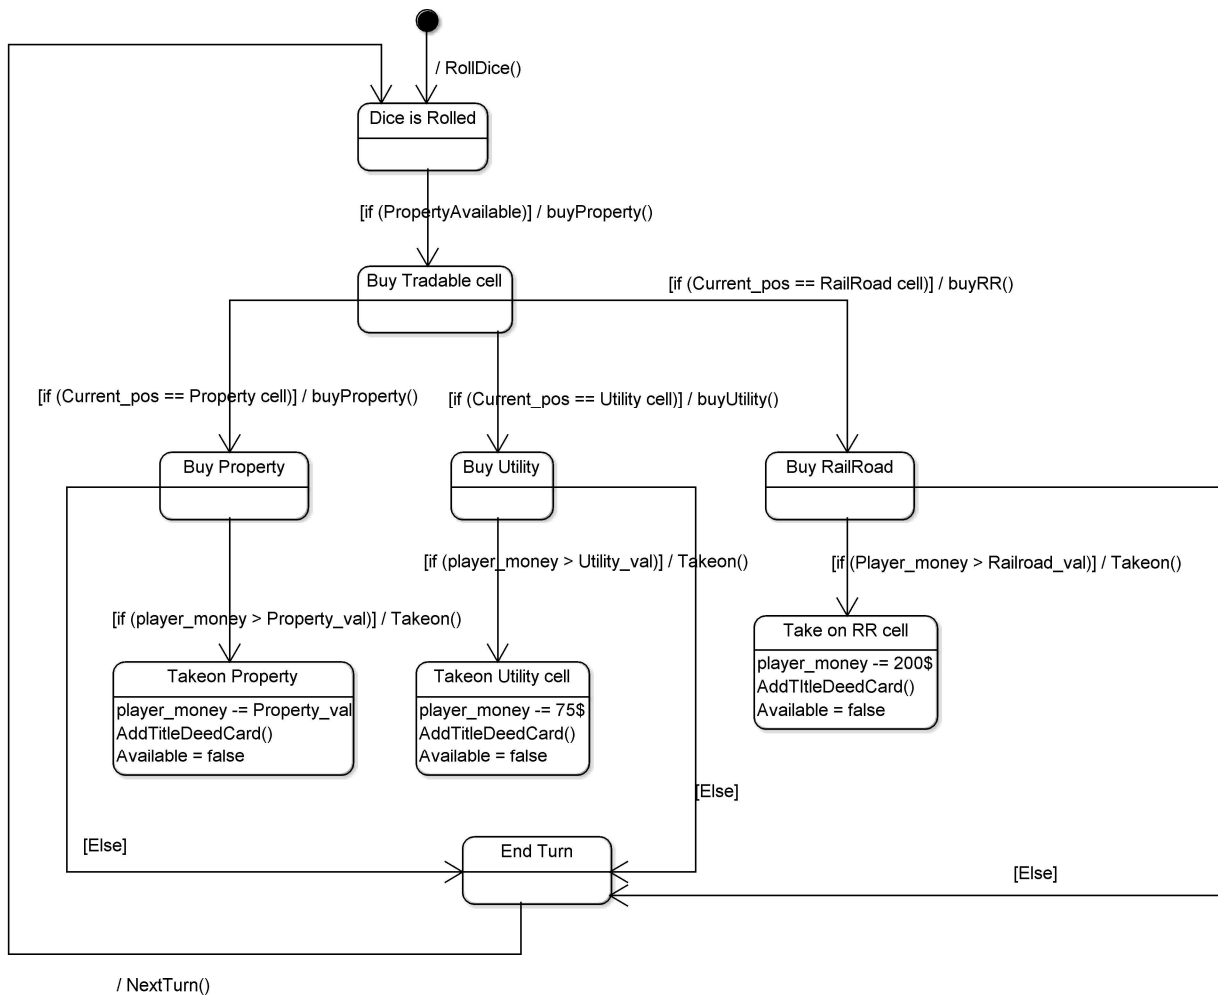 / RollDice()
Dice is Rolled
[if (PropertyAvailable)] / buyProperty()
Buy Tradable cell
[if (Current_pos == RailRoad cell)] / buyRR()
[if (Current_pos == Property cell)] / buyProperty()
[if (Current_pos == Utility cell)] / buyUtility()
Buy Property
Buy Utility
Buy RailRoad
[if (player_money > Utility_val)] / Takeon()
[if (Player_money > Railroad_val)] / Takeon()
[if (player_money > Property_val)] / Takeon()
Take on RR cell
player_money -= 200$
AddTItleDeedCard()
Available = false
Takeon Property
player_money -= Property_val
AddTitleDeedCard()
Available = false
Takeon Utility cell
player_money -= 75$
AddTitleDeedCard()
Available = false
[Else]
[Else]
End Turn
[Else]
/ NextTurn()